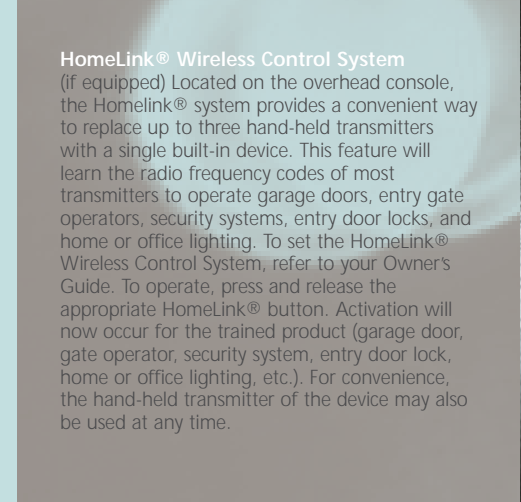 HomeLink® Wireless Control System
(if equipped) Located on the overhead console,
the Homelink® system provides a convenient way
to replace up to three hand-held transmitters
with a single built-in device. This feature will
learn the radio frequency codes of most
transmitters to operate garage doors, entry gate
operators, security systems, entry door locks, and
home or office lighting. To set the HomeLink®
Wireless Control System, refer to your Owner's
Guide. To operate, press and release the
appropriate HomeLink® button. Activation will
now occur for the trained product (garage door,
gate operator, security system, entry door lock,
home or office lighting, etc.). For convenience,
the hand-held transmitter of the device may also
be used at any time.